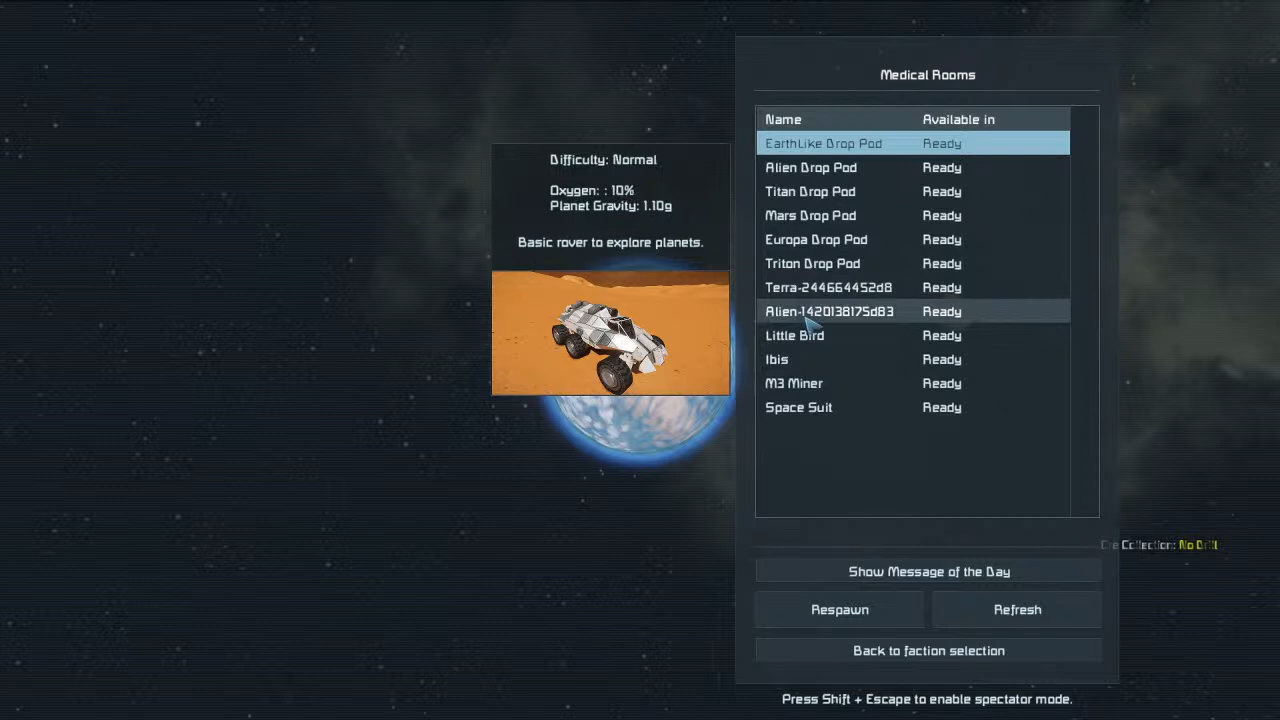 Medical Rooms
Name Available in
EarthLike Drop Pod Ready
Alien Drop Pod Ready
Titan Drop Pod Ready
Mars Drop Pod Ready
Europa Drop Pod Ready
Triton Drop Pod Ready
Terra-244664452d8 Ready
Alien-1420138175d83 Ready
Little Bird Ready
Ibis Ready
M3 Miner Ready
Space Suit Ready
Difficulty: Normal
Oxygen: : 10%
Planet Gravity: 1.10g
Basic rover to explore planets.
Ore Collection: No Drill
Show Message of the Day
Respawn Refresh
Back to faction selection
Press Shift + Escape to enable spectator mode.